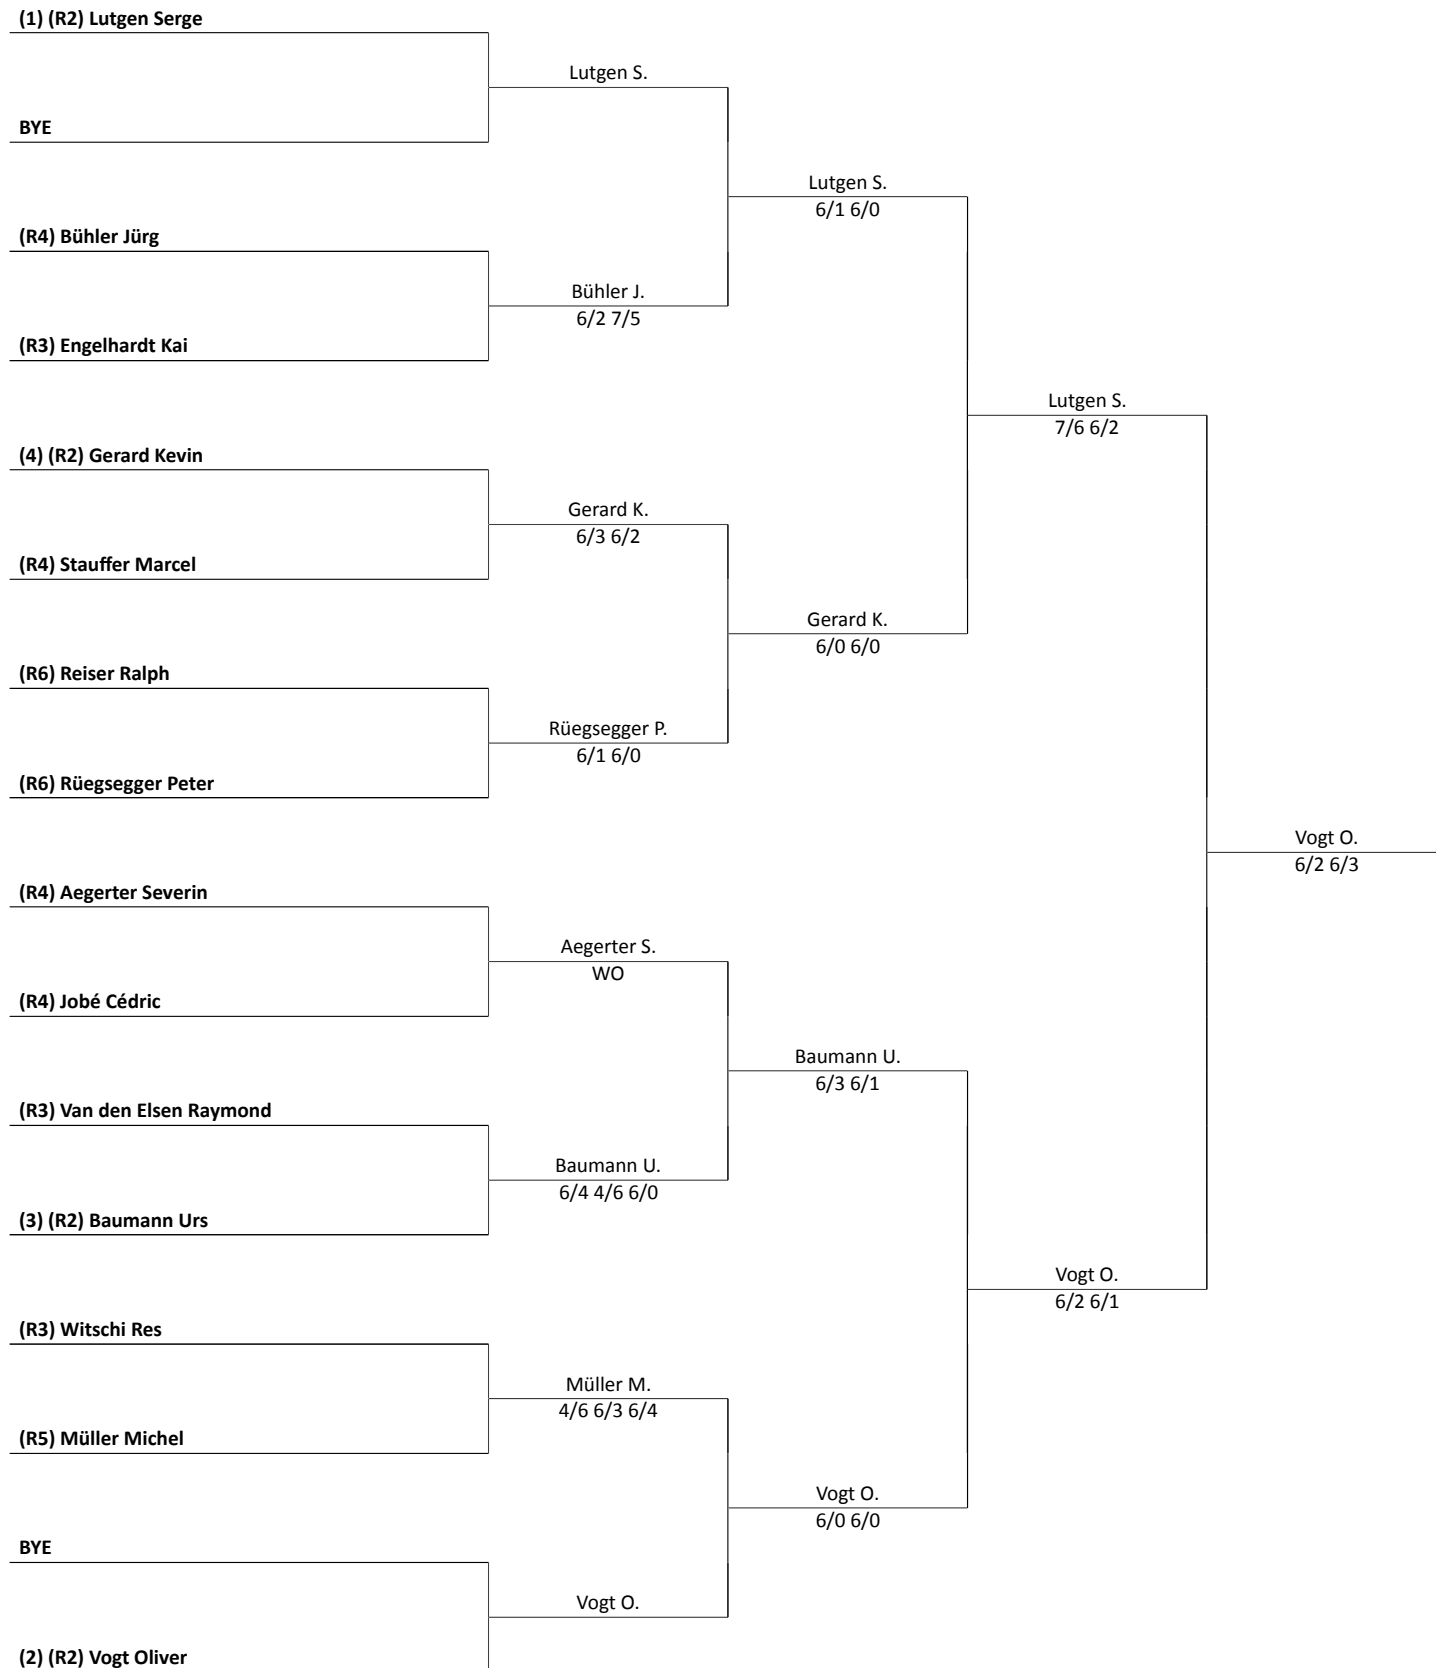 (1) (R2) Lutgen Serge
Lutgen S.
BYE
Lutgen S.
6/1 6/0
(R4) Bühler Jürg
Bühler J.
6/2 7/5
(R3) Engelhardt Kai
Lutgen S.
7/6 6/2
(4) (R2) Gerard Kevin
Gerard K.
6/3 6/2
(R4) Stauffer Marcel
Gerard K.
6/0 6/0
(R6) Reiser Ralph
Rüegsegger P.
6/1 6/0
(R6) Rüegsegger Peter
Vogt O.
6/2 6/3
(R4) Aegerter Severin
Aegerter S.
WO
(R4) Jobé Cédric
Baumann U.
6/3 6/1
(R3) Van den Elsen Raymond
Baumann U.
6/4 4/6 6/0
(3) (R2) Baumann Urs
Vogt O.
6/2 6/1
(R3) Witschi Res
Müller M.
4/6 6/3 6/4
(R5) Müller Michel
Vogt O.
6/0 6/0
BYE
Vogt O.
(2) (R2) Vogt Oliver